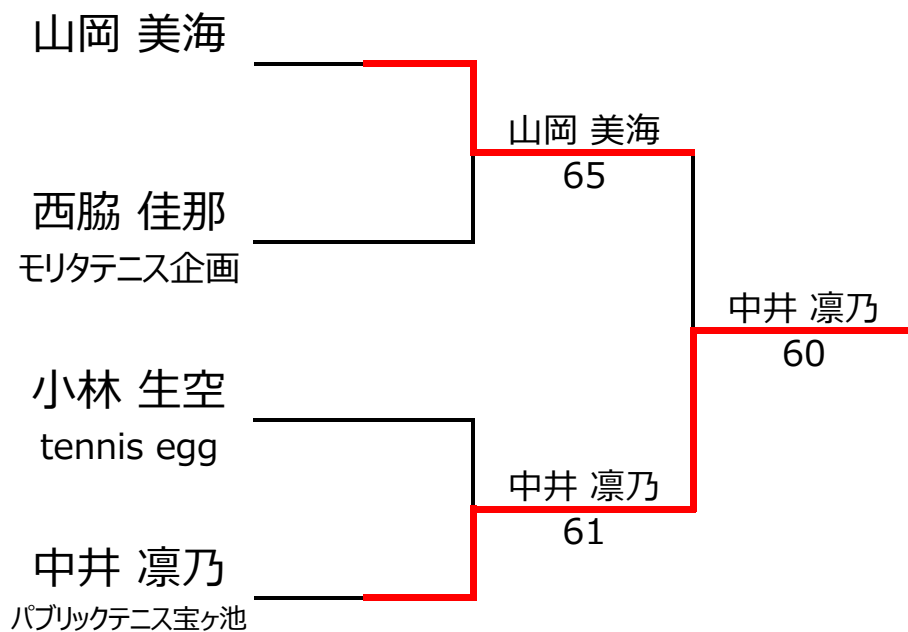 山岡 美海
山岡 美海
65
西脇 佳那
モリタテニス企画
中井 凛乃
60
小林 生空
tennis egg
中井 凛乃
61
中井 凛乃
パブリックテニス宝ヶ池